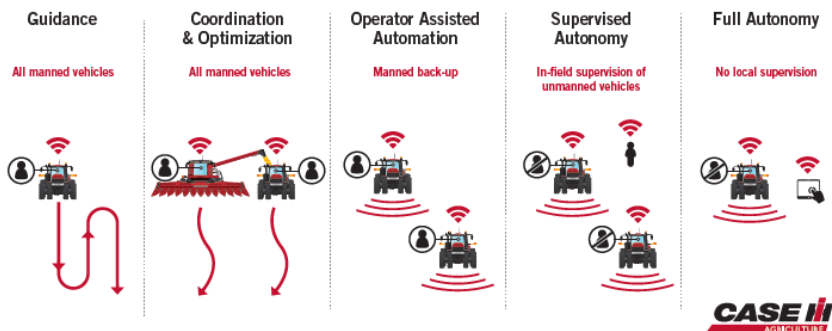 Guidance
All manned vehicles
Coordination
& Optimization
All manned vehicles
Operator Assisted
Automation
Manned back-up
Supervised
Autonomy
In-field supervision of
unmanned vehicles
Full Autonomy
No local supervision
CASE IH
AGRICULTURE